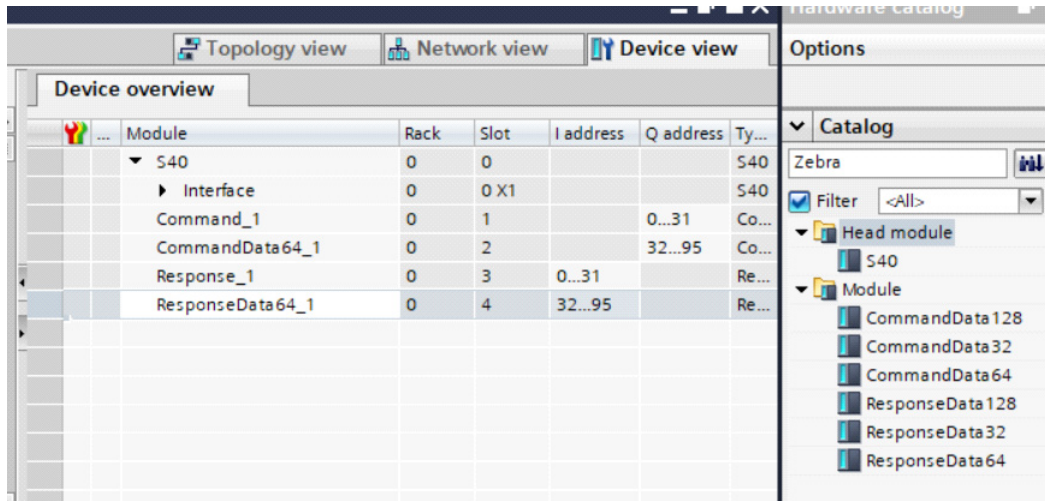 Hardware catalog
Topology view Network view Device view Options
Device overview
... Module Rack Slot I address Q address Ty... Catalog
S40 0 0 S40 Zebra
Interface 0 0 X1 S40
Filter <All>
Command_1 0 1 0...31 Co...
Head module
CommandData64_1 0 2 32...95 Co...
S40
Response_1 0 3 0...31 Re...
Module
ResponseData64_1 0 4 32...95 Re...
CommandData128
CommandData32
CommandData64
ResponseData128
ResponseData32
ResponseData64